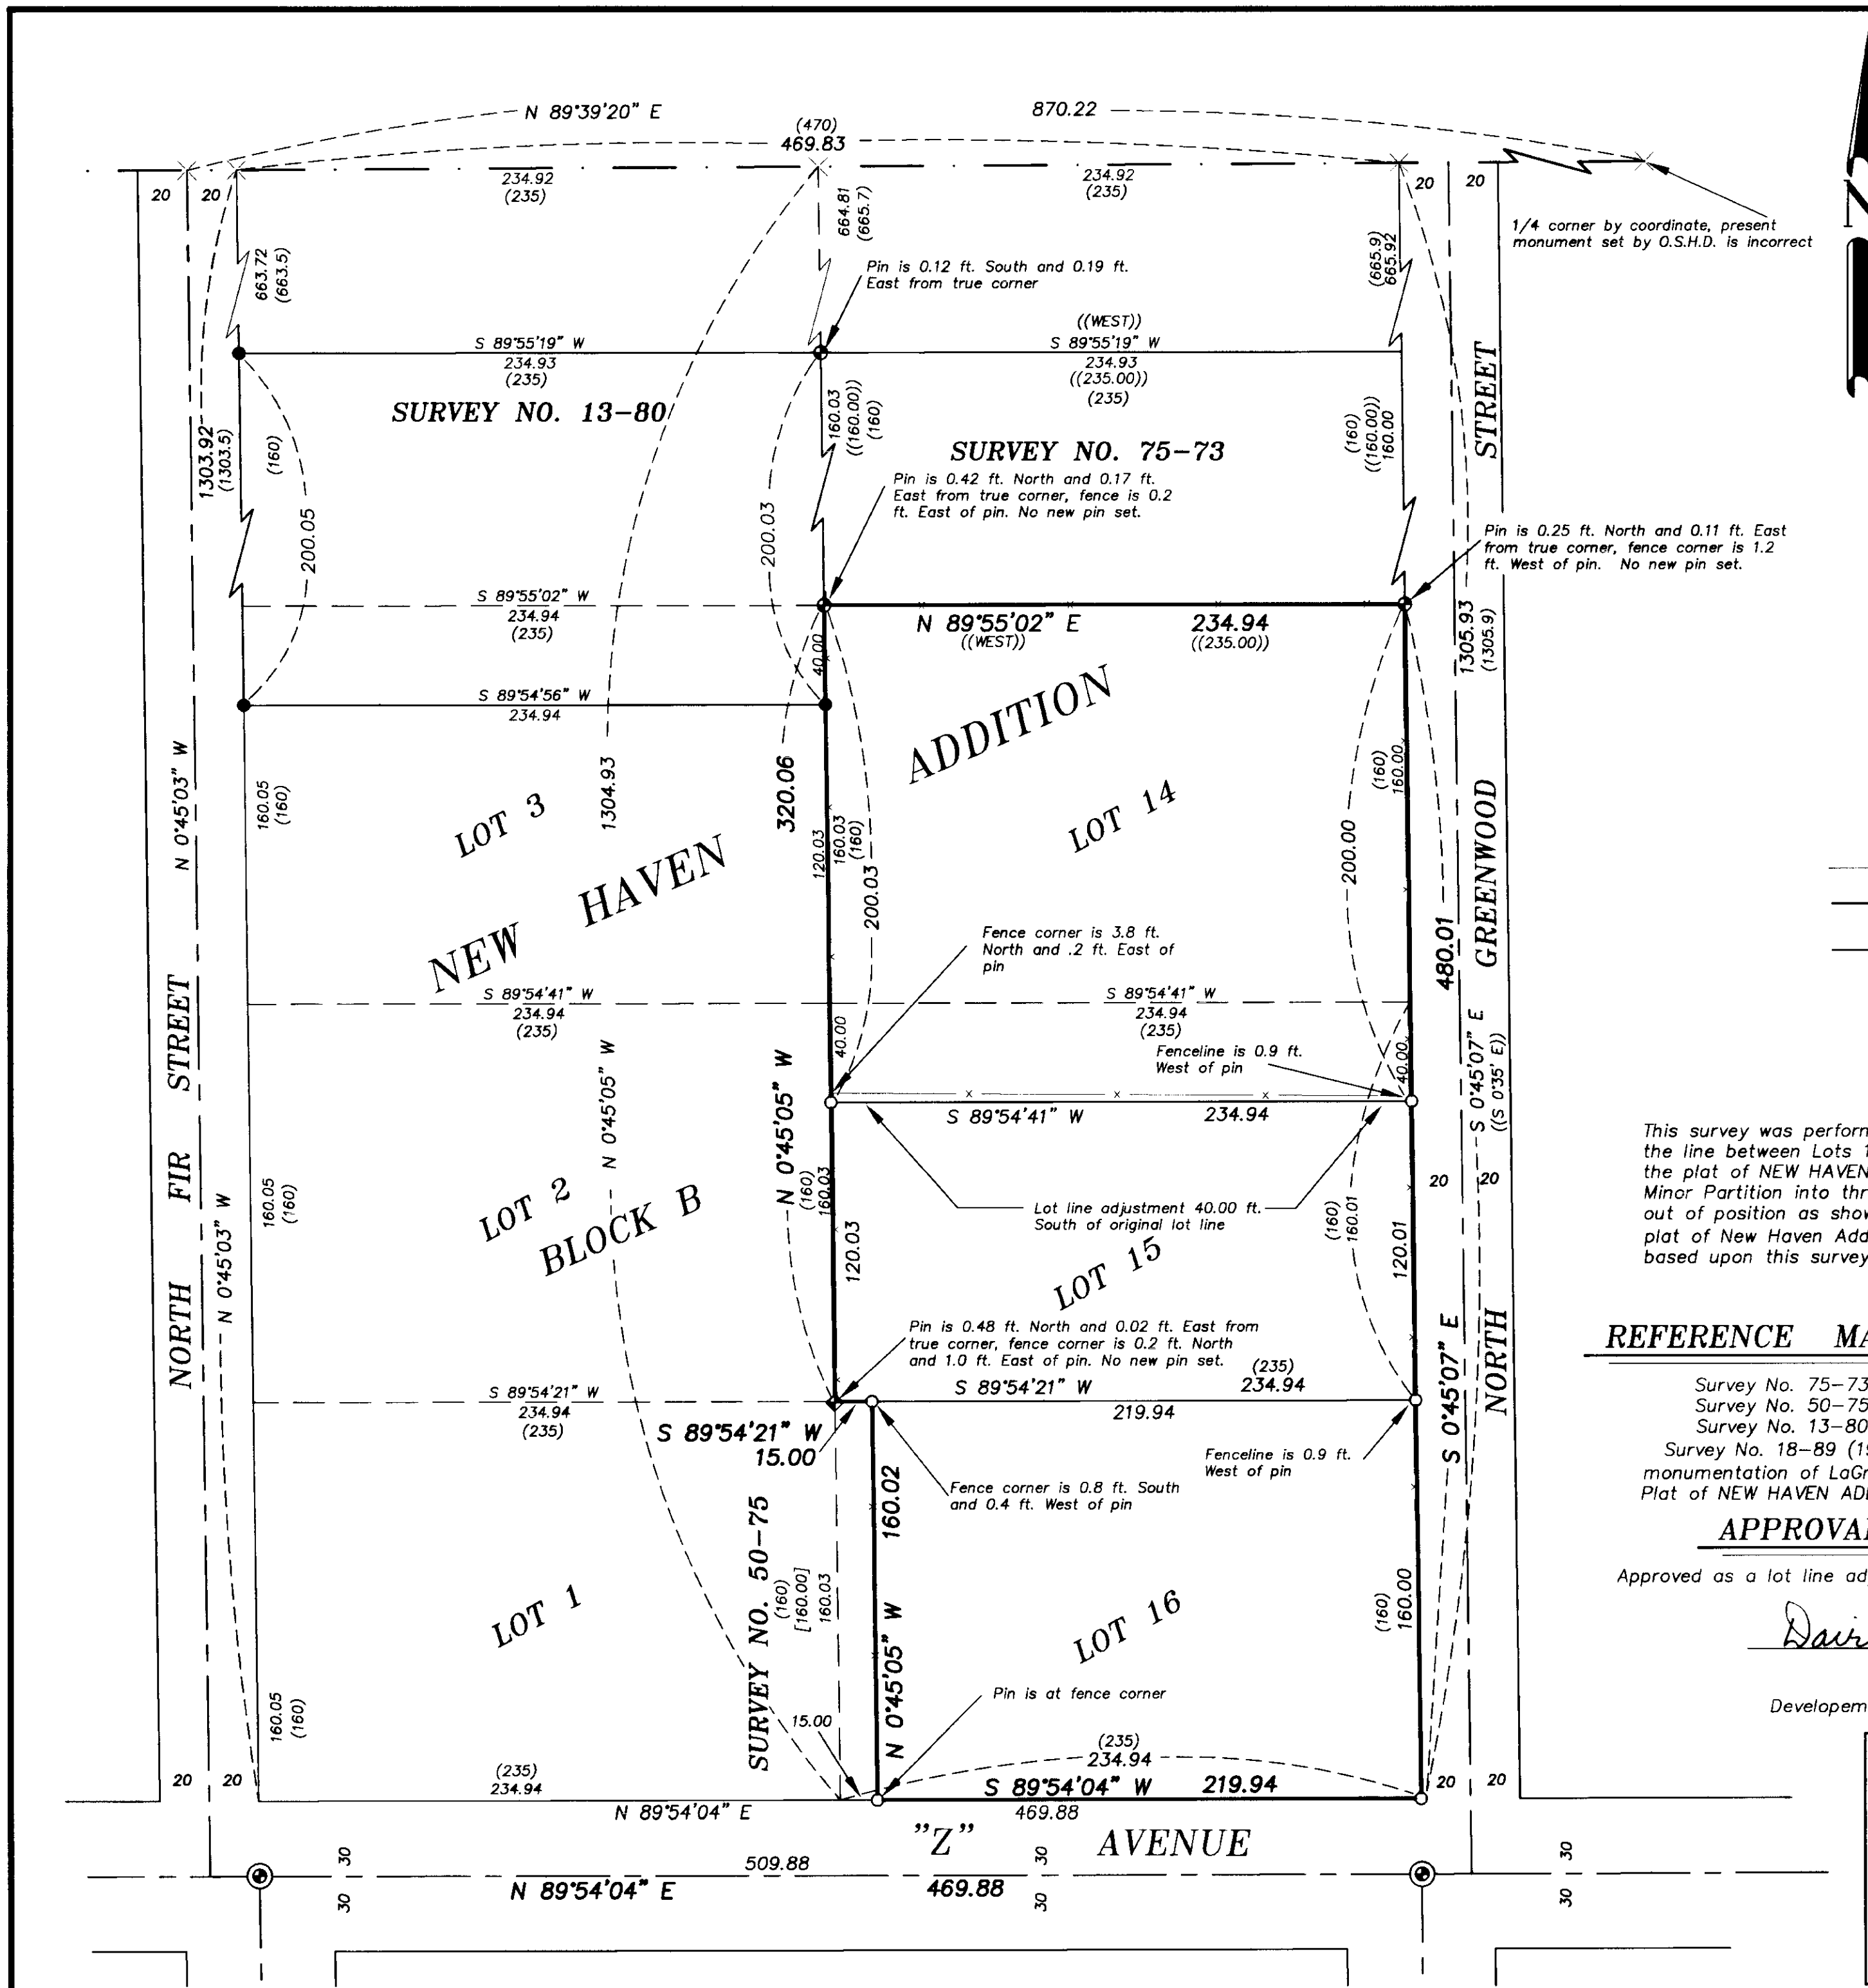 N 89°39'20" E
870.22
(470)
469.83
20
20
234.92
(235)
234.92
(235)
20
20
664.81
(665.7)
663.72
(663.5)
(665.9)
665.92
1/4 corner by coordinate, present
monument set by O.S.H.D. is incorrect
N
Pin is 0.12 ft. South and 0.19 ft.
East from true corner
S 89°55'19" W
234.93
(235)
((WEST))
S 89°55'19" W
234.93
((235.00))
(235)
SURVEY NO. 13-80
1303.92
(1303.5)
(160)
200.05
160.03
((160.00))
(160)
200.03
SURVEY NO. 75-73
(160)
((160.00))
160.00
STREET
Pin is 0.42 ft. North and 0.17 ft.
East from true corner, fence is 0.2
ft. East of pin. No new pin set.
Pin is 0.25 ft. North and 0.11 ft. East
from true corner, fence corner is 1.2
ft. West of pin. No new pin set.
S 89°55'02" W
234.94
(235)
N 89°55'02" E 234.94
((WEST)) ((235.00))
1305.93
(1305.9)
40.00
S 89°54'56" W
234.94
ADDITION
N 0°45'03" W
160.05
(160)
LOT 3
1304.93
320.06
120.03
160.03
(160)
200.03
LOT 14
(160)
160.00
200.00
480.01
GREENWOOD
NEW HAVEN
Fence corner is 3.8 ft.
North and .2 ft. East of
pin
S 89°54'41" W
234.94
(235)
S 89°54'41" W
234.94
(235)
40.00
Fenceline is 0.9 ft.
West of pin
40.00
S 0°45'07" E
((S 0°35' E))
N 0°45'05" W
N 0°45'05" W
S 89°54'41" W 234.94
NORTH FIR STREET
This survey was perform
the line between Lots 1
the plat of NEW HAVEN
Minor Partition into thr
out of position as show
plat of New Haven Add
based upon this survey
160.05
(160)
LOT 2
BLOCK B
(160)
160.03
120.03
Lot line adjustment 40.00 ft.
South of original lot line
LOT 15
(160)
160.01
120.01
20
20
N 0°45'03" W
NORTH
Pin is 0.48 ft. North and 0.02 ft. East from
true corner, fence corner is 0.2 ft. North
and 1.0 ft. East of pin. No new pin set.
S 0°45'07" E
REFERENCE MA
S 89°54'21" W
234.94
(235)
S 89°54'21" W
(235)
234.94
219.94
S 89°54'21" W
15.00
Survey No. 75-73
Survey No. 50-75
Survey No. 13-80
Survey No. 18-89 (19
monumentation of LaGr
Plat of NEW HAVEN ADD
Fenceline is 0.9 ft.
West of pin
Fence corner is 0.8 ft. South
and 0.4 ft. West of pin
160.02
SURVEY NO. 50-75
(160)
[160.00]
160.03
APPROVAL
Approved as a lot line ad
LOT 1
N 0°45'05" W
LOT 16
(160)
160.00
Pin is at fence corner
Developem
160.05
(160)
15.00
20
20
(235)
234.94
(235)
234.94
20
20
N 89°54'04" E
S 89°54'04" W 219.94
469.88
"Z" AVENUE
30
509.88
30
30
N 89°54'04" E
469.88
30
30
30